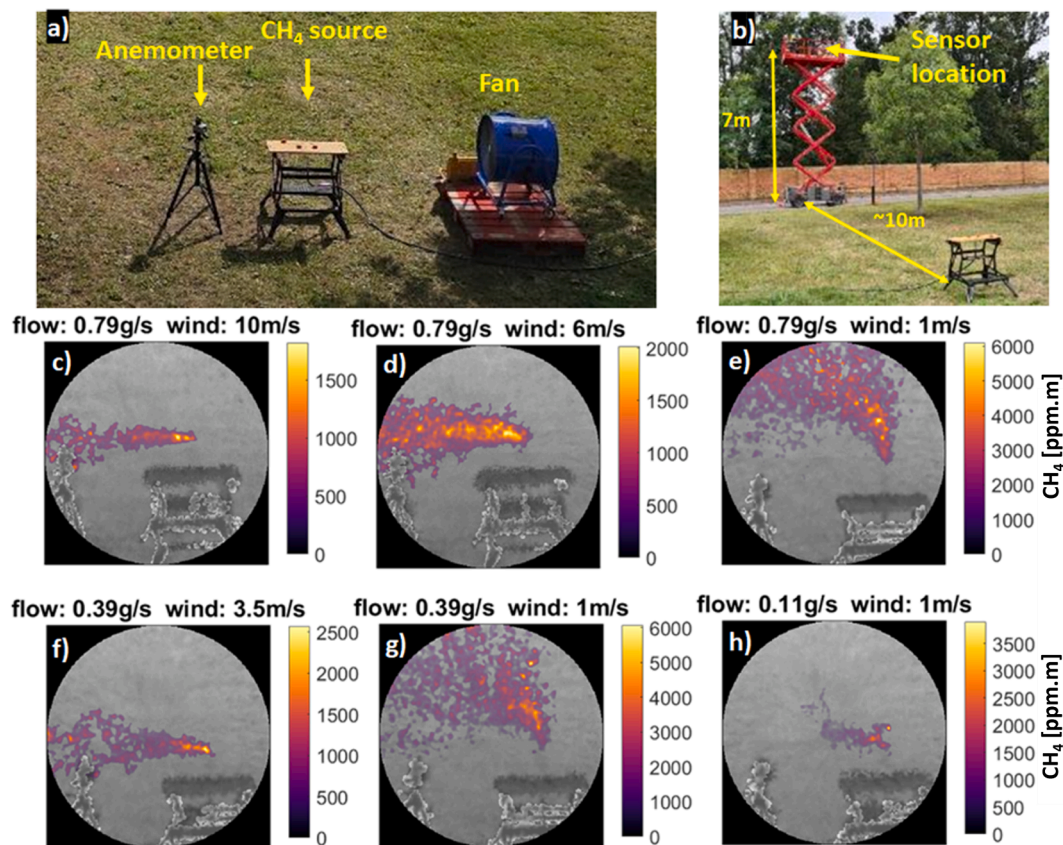 a)
Anemometer
CH₄ source
Fan
b)
Sensor
location
7m
~10m
flow: 0.79g/s wind: 10m/s
c)
1500
1000
500
0
flow: 0.79g/s wind: 6m/s
d)
2000
1500
1000
500
0
flow: 0.79g/s wind: 1m/s
e)
6000
5000
4000
3000
2000
1000
0
CH₄ [ppm.m]
flow: 0.39g/s wind: 3.5m/s
f)
2500
2000
1500
1000
500
0
flow: 0.39g/s wind: 1m/s
g)
6000
5000
4000
3000
2000
1000
0
flow: 0.11g/s wind: 1m/s
h)
3500
3000
2500
2000
1500
1000
500
0
CH₄ [ppm.m]